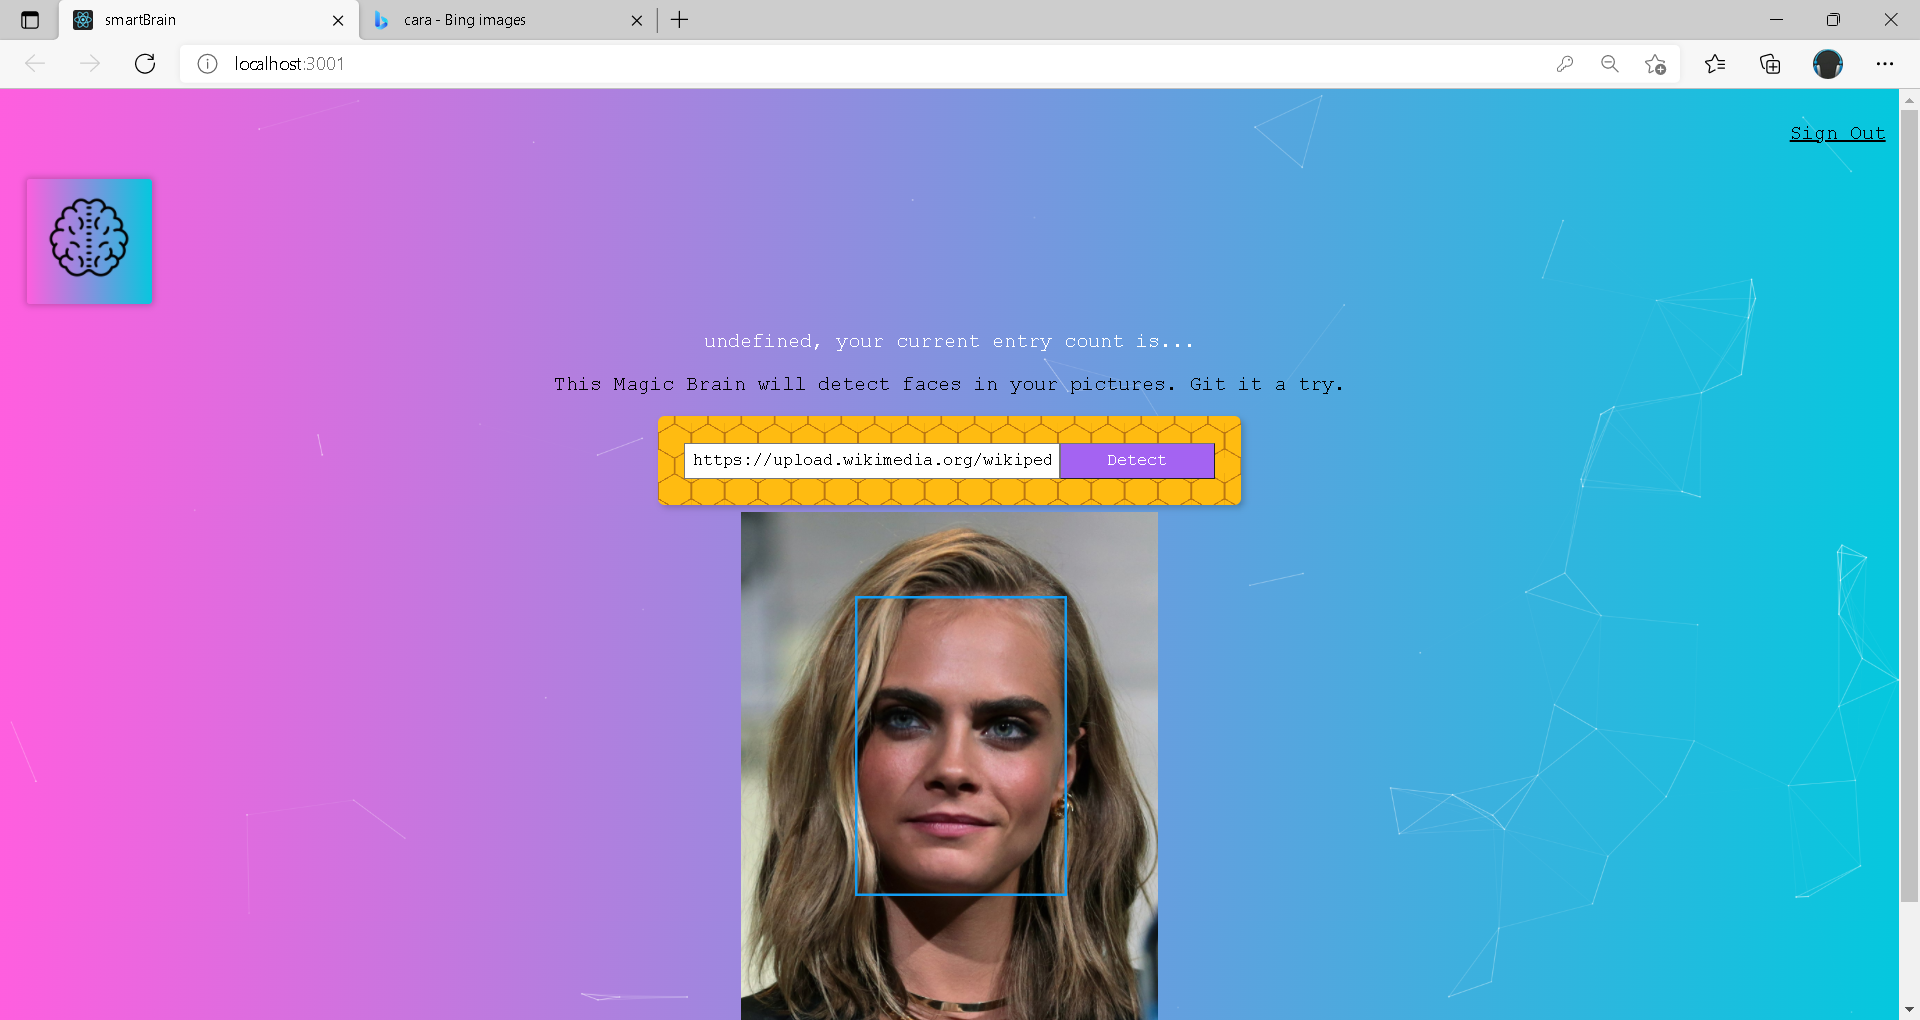 smartBrain
cara - Bing images
localhost:3001
Sign Out
undefined, your current entry count is...
This Magic Brain will detect faces in your pictures. Git it a try.
https://upload.wikimedia.org/wikiped
Detect